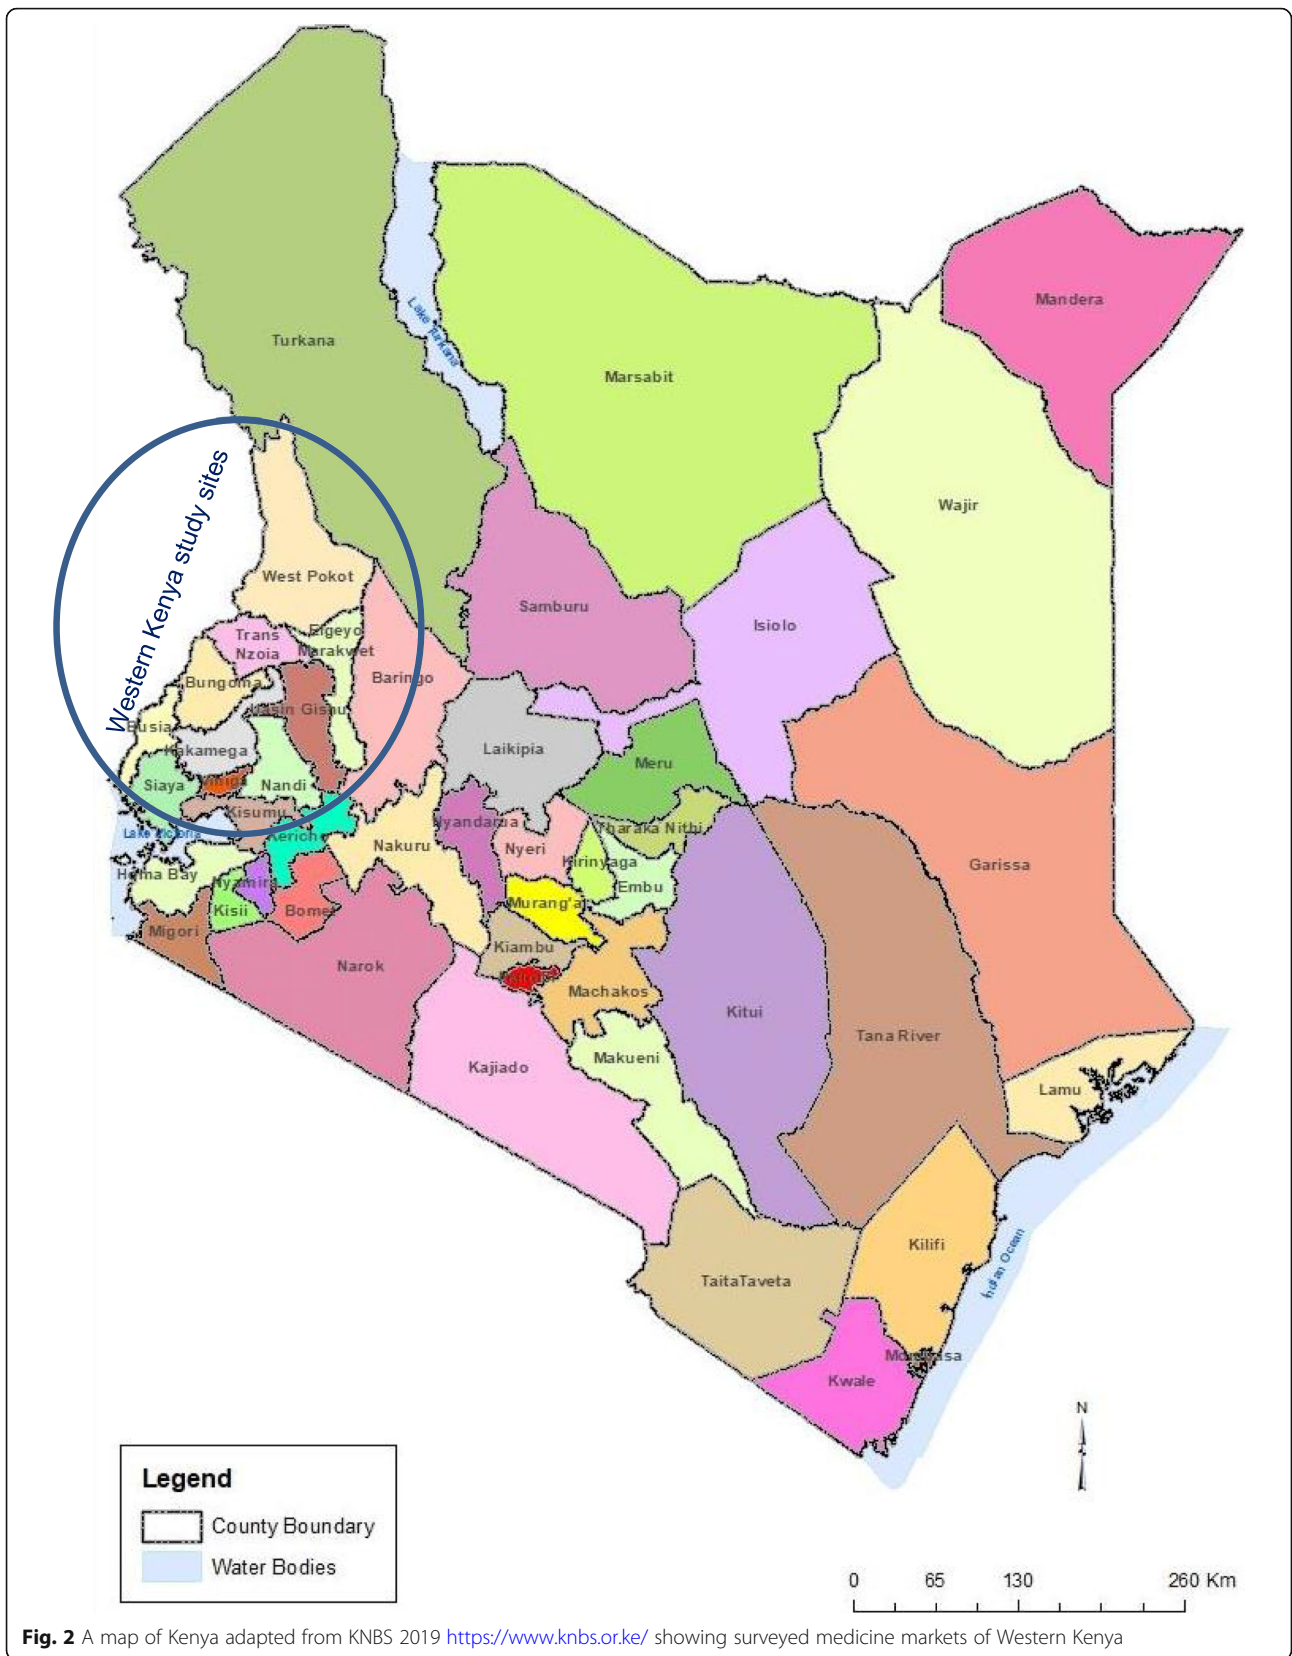 Lake Turkana
Turkana
Mandera
Marsabit
Wajir
Western Kenya study sites
West Pokot
Samburu
Isiolo
Trans
Nzoia
Elgeyo
Marakwet
Baringo
Bungoma
Uasin Gishu
Busia
Kakamega
Laikipia
Meru
Siaya
Vihiga
Nandi
Kisumu
Lake Victoria
Kericho
Nakuru
Nyandarua
Nyeri
Tharaka Nithi
Kirinyaga
Embu
Garissa
Homa Bay
Nyamira
Kisii
Bomet
Murang'a
Migori
Narok
Kiambu
Nairobi
Machakos
Kitui
Tana River
Makueni
Kajiado
Lamu
Kilifi
Indian Ocean
TaitaTaveta
Mombasa
Kwale
N
Legend
County Boundary
Water Bodies
0 65 130 260 Km
Fig. 2 A map of Kenya adapted from KNBS 2019 https://www.knbs.or.ke/ showing surveyed medicine markets of Western Kenya